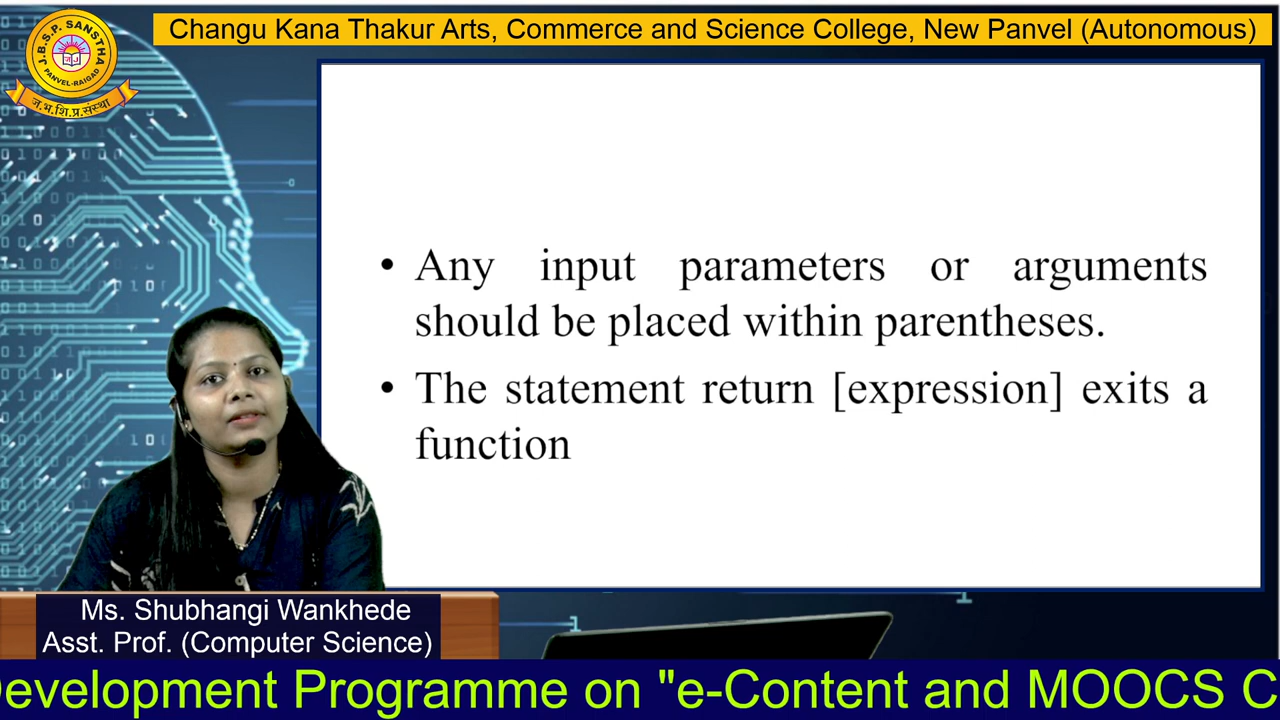 Changu Kana Thakur Arts, Commerce and Science College, New Panvel (Autonomous)
J.B.S.P. SANSTHA
PANVEL-RAIGAD
ज.भ.शि.प्र.संस्था
• Any input parameters or arguments
should be placed within parentheses.
• The statement return [expression] exits a
function
Ms. Shubhangi Wankhede
Asst. Prof. (Computer Science)
Development Programme on "e-Content and MOOCS C